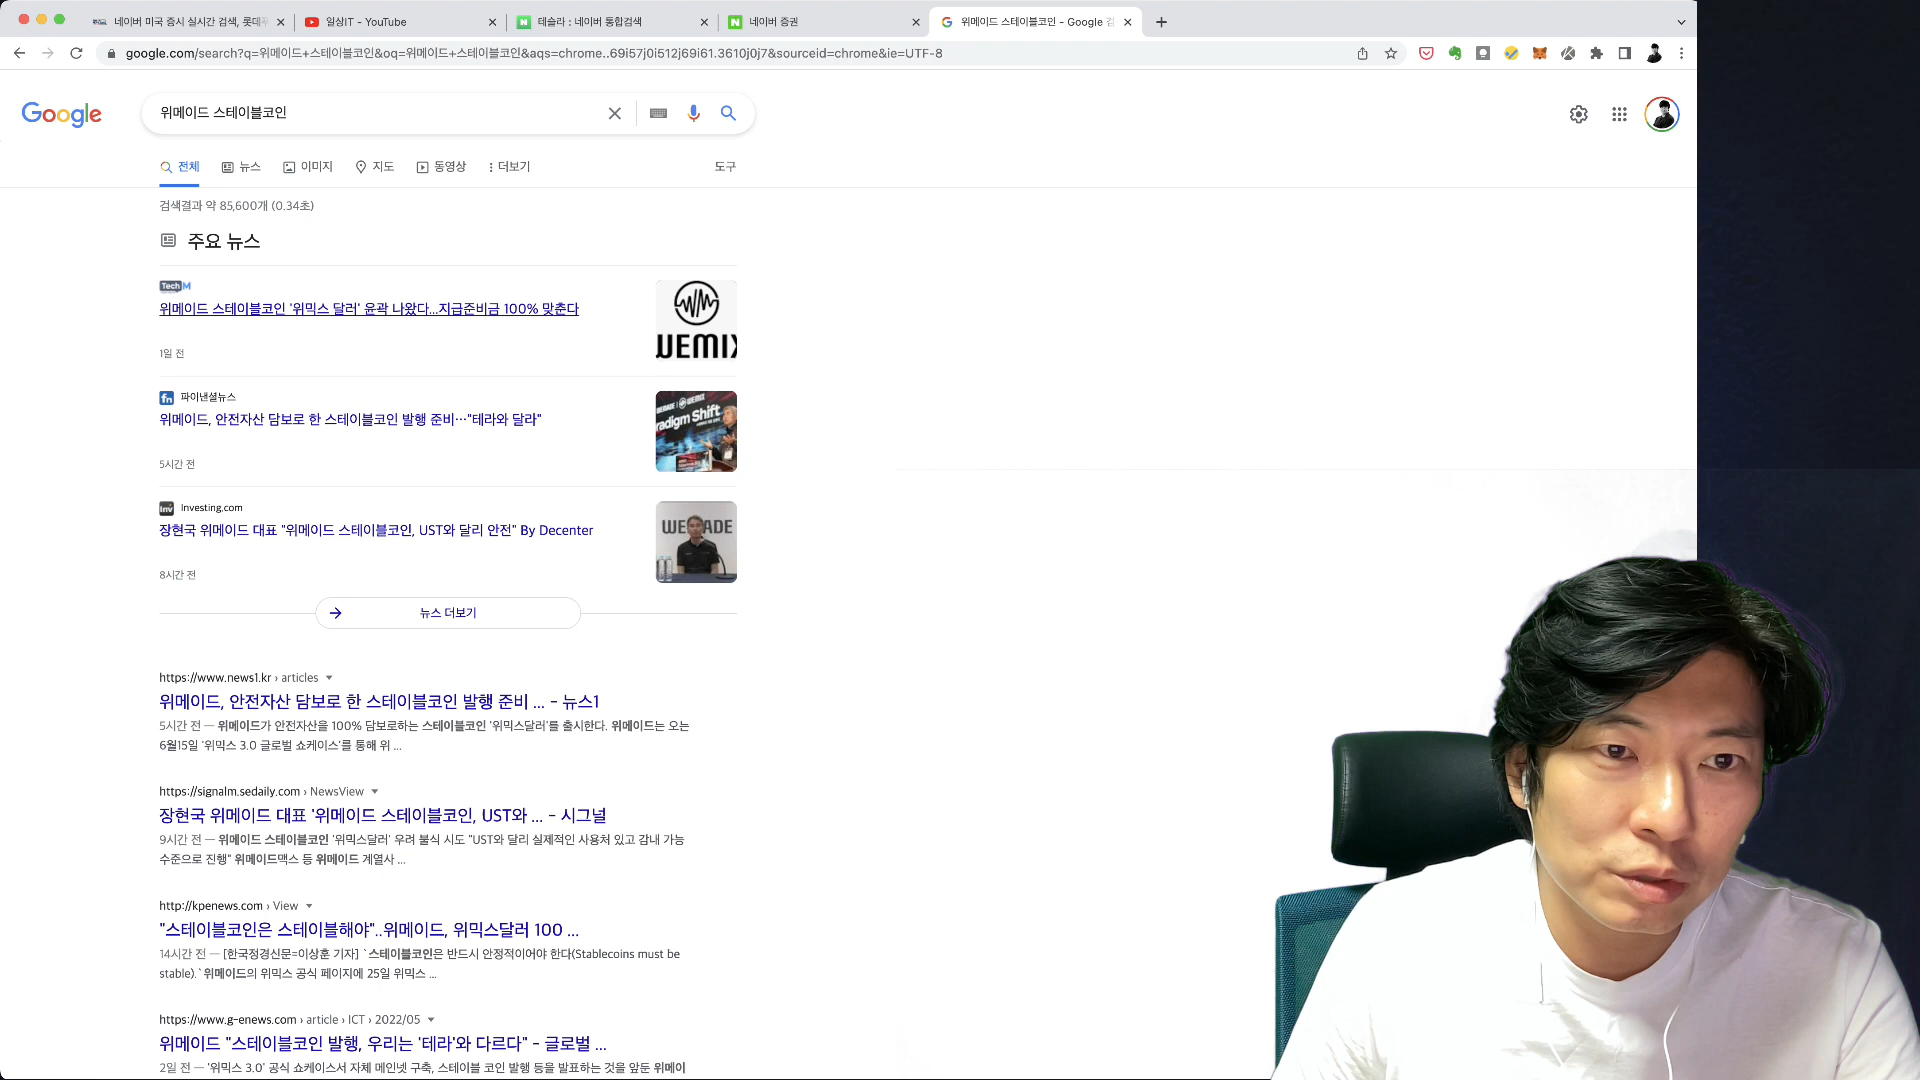 네이버 미국 증시 실시간 검색, 롯데
일상IT - YouTube
테슬라 : 네이버 통합검색
네이버 증권
위메이드 스테이블코인 - Google 검
google.com/search?q=위메이드+스테이블코인&oq=위메이드+스테이블코인&aqs=chrome..69i57j0i512j69i61.3610j0j7&sourceid=chrome&ie=UTF-8
Google
위메이드 스테이블코인
전체
뉴스
이미지
지도
동영상
더보기
도구
검색결과 약 85,600개 (0.34초)
주요 뉴스
TechM
위메이드 스테이블코인 '위믹스 달러' 윤곽 나왔다...지급준비금 100% 맞춘다
1일 전
WEMIX
fn 파이낸셜뉴스
위메이드, 안전자산 담보로 한 스테이블코인 발행 준비…"테라와 달라"
5시간 전
WEMADE | WEMIX
radigm Shift
Inv Investing.com
장현국 위메이드 대표 "위메이드 스테이블코인, UST와 달리 안전" By Decenter
8시간 전
WEMADE
뉴스 더보기
https://www.news1.kr › articles
위메이드, 안전자산 담보로 한 스테이블코인 발행 준비 ... - 뉴스1
5시간 전 — 위메이드가 안전자산을 100% 담보로하는 스테이블코인 '위믹스달러'를 출시한다. 위메이드는 오는
6월15일 '위믹스 3.0 글로벌 쇼케이스'를 통해 위 ...
https://signalm.sedaily.com › NewsView
장현국 위메이드 대표 '위메이드 스테이블코인, UST와 ... - 시그널
9시간 전 — 위메이드 스테이블코인 '위믹스달러' 우려 불식 시도 "UST와 달리 실제적인 사용처 있고 감내 가능
수준으로 진행" 위메이드맥스 등 위메이드 계열사 ...
http://kpenews.com › View
"스테이블코인은 스테이블해야"..위메이드, 위믹스달러 100 ...
14시간 전 — [한국정경신문=이상훈 기자] `스테이블코인은 반드시 안정적이어야 한다(Stablecoins must be
stable).`위메이드의 위믹스 공식 페이지에 25일 위믹스 ...
https://www.g-enews.com › article › ICT › 2022/05
위메이드 "스테이블코인 발행, 우리는 '테라'와 다르다" - 글로벌 ...
2일 전 — '위믹스 3.0' 공식 쇼케이스서 자체 메인넷 구축, 스테이블 코인 발행 등을 발표하는 것을 앞둔 위메이